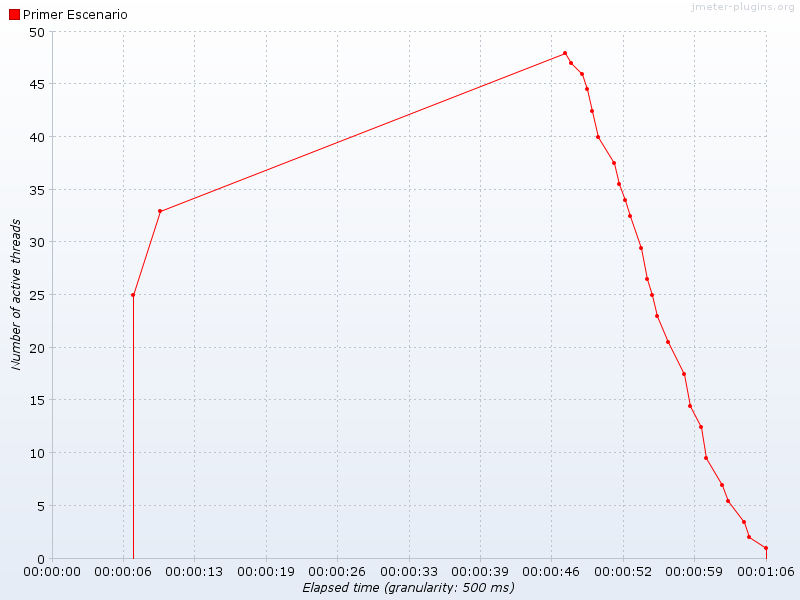 jmeter-plugins.org
Primer Escenario
50
45
40
35
30
25
20
15
10
5
0
Number of active threads
00:00:00 00:00:06 00:00:13 00:00:19 00:00:26 00:00:33 00:00:39 00:00:46 00:00:52 00:00:59 00:01:06
Elapsed time (granularity: 500 ms)